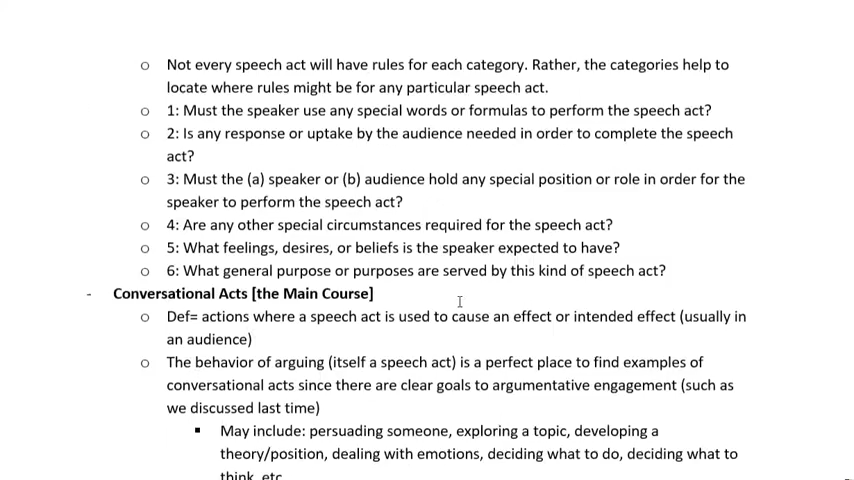 o Not every speech act will have rules for each category. Rather, the categories help to
locate where rules might be for any particular speech act.
o 1: Must the speaker use any special words or formulas to perform the speech act?
o 2: Is any response or uptake by the audience needed in order to complete the speech
act?
o 3: Must the (a) speaker or (b) audience hold any special position or role in order for the
speaker to perform the speech act?
o 4: Are any other special circumstances required for the speech act?
o 5: What feelings, desires, or beliefs is the speaker expected to have?
o 6: What general purpose or purposes are served by this kind of speech act?
- Conversational Acts [the Main Course]
o Def= actions where a speech act is used to cause an effect or intended effect (usually in
an audience)
o The behavior of arguing (itself a speech act) is a perfect place to find examples of
conversational acts since there are clear goals to argumentative engagement (such as
we discussed last time)
▪ May include: persuading someone, exploring a topic, developing a
theory/position, dealing with emotions, deciding what to do, deciding what to
think, etc